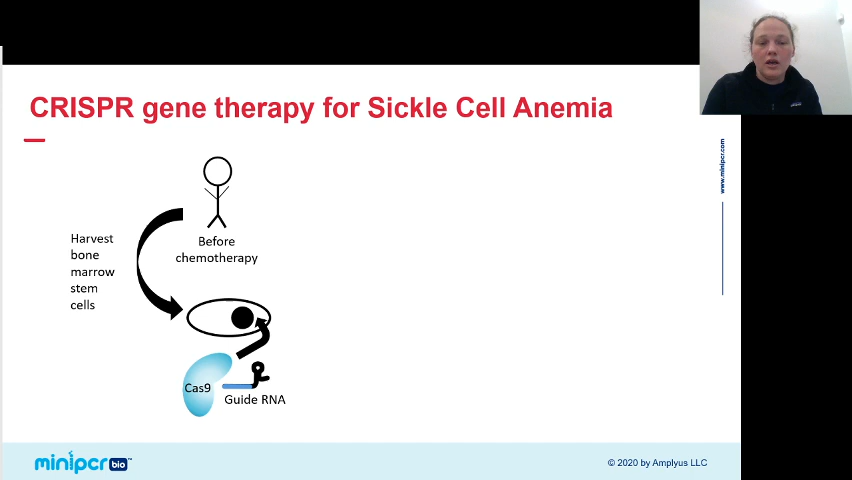 CRISPR gene therapy for Sickle Cell Anemia
Harvest
bone
marrow
stem
cells
Before
chemotherapy
Cas9
Guide RNA
www.minipcr.com
minipcr bio™
© 2020 by Amplyus LLC